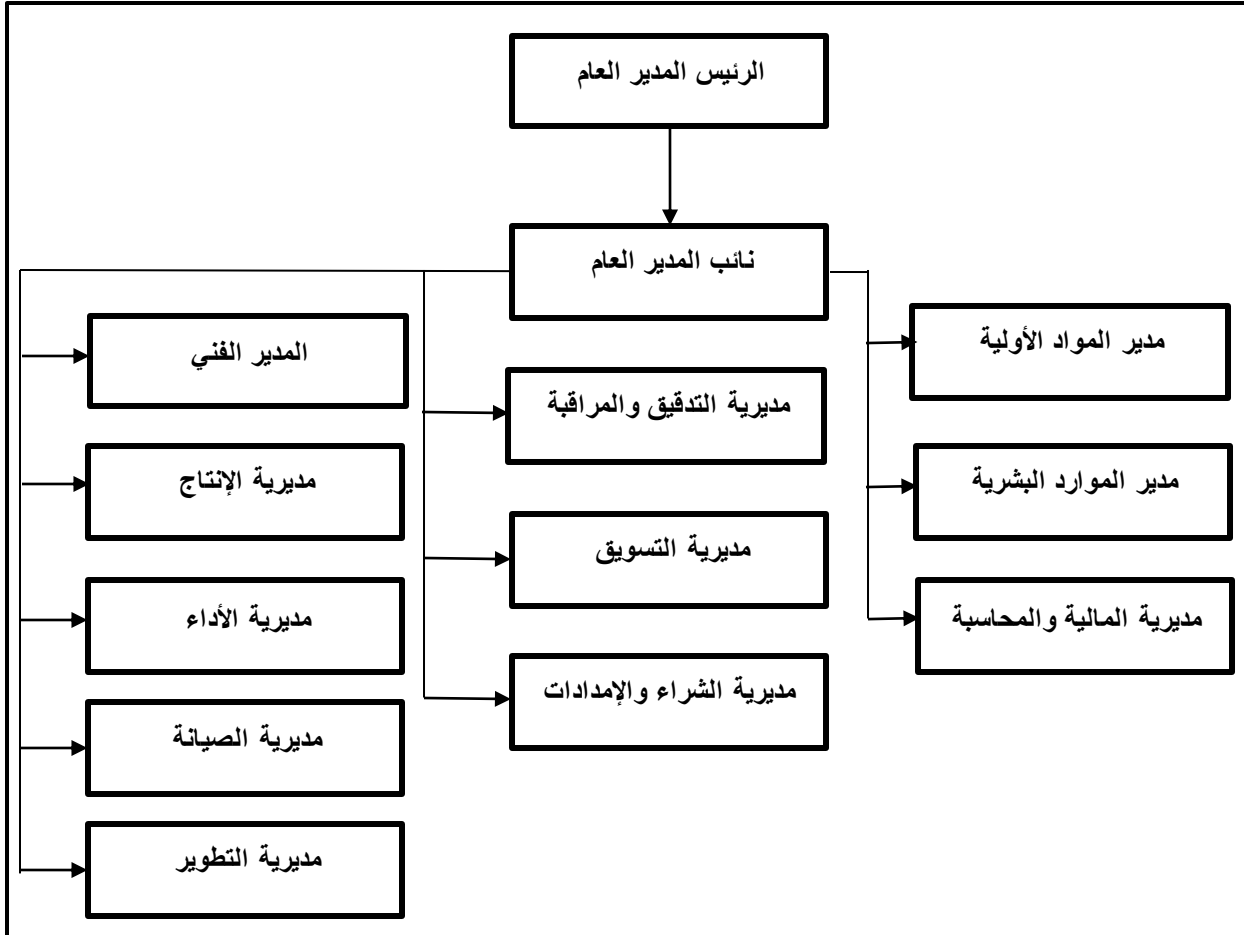 الرئيس المدير العام
نائب المدير العام
مدير المواد الأولية
مدير الموارد البشرية
مديرية المالية والمحاسبة
مديرية التدقيق والمراقبة
مديرية التسويق
مديرية الشراء والإمدادات
المدير الفني
مديرية الإنتاج
مديرية الأداء
مديرية الصيانة
مديرية التطوير